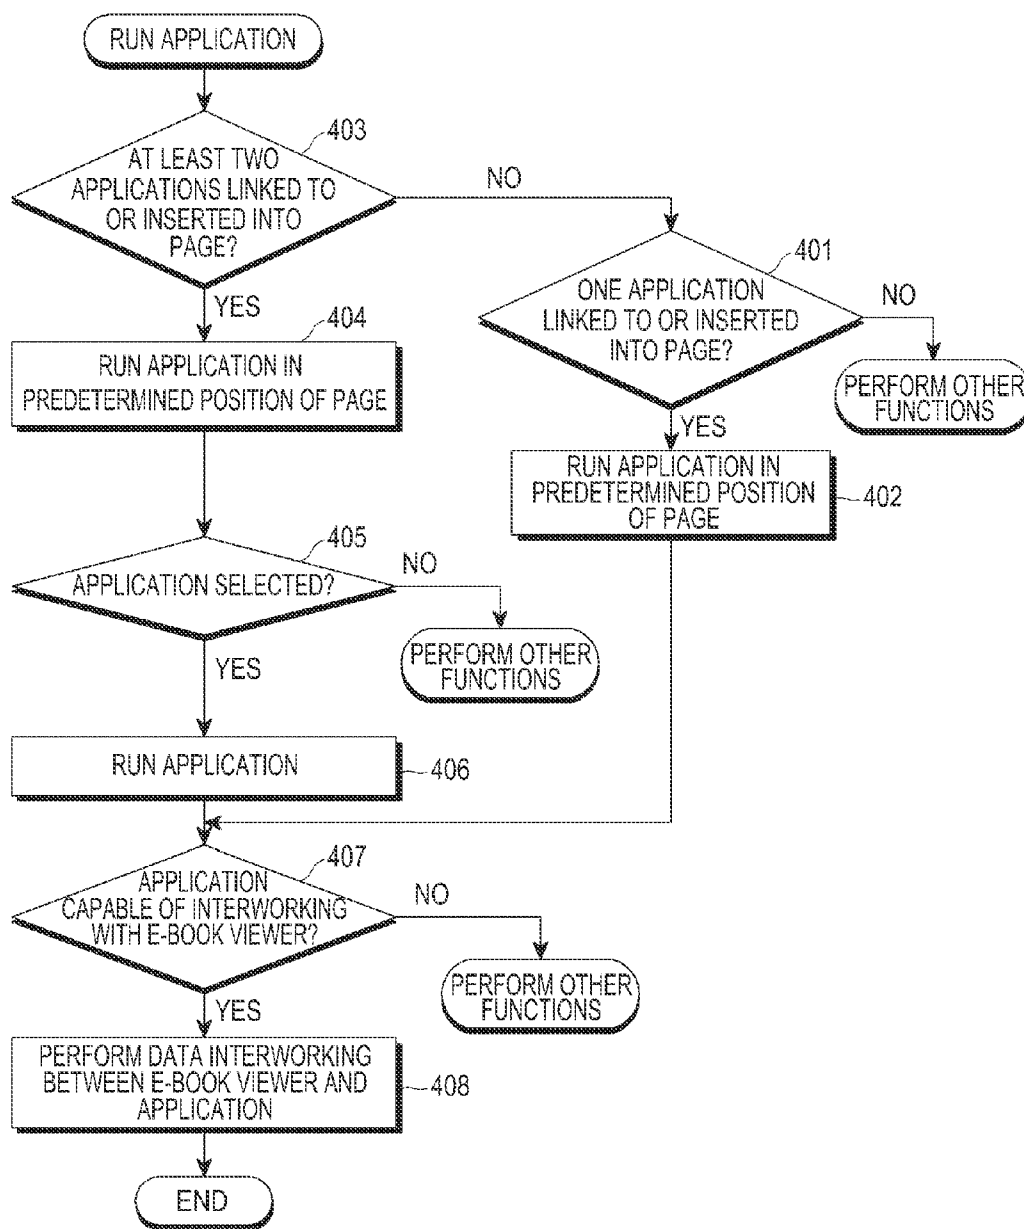 RUN APPLICATION
403
AT LEAST TWO
APPLICATIONS LINKED TO
OR INSERTED INTO
PAGE?
NO
YES
401
ONE APPLICATION
LINKED TO OR INSERTED
INTO PAGE?
NO
PERFORM OTHER
FUNCTIONS
YES
404
RUN APPLICATION IN
PREDETERMINED POSITION OF PAGE
RUN APPLICATION IN
PREDETERMINED POSITION
OF PAGE
402
405
APPLICATION SELECTED?
NO
PERFORM OTHER
FUNCTIONS
YES
RUN APPLICATION
406
407
APPLICATION
CAPABLE OF INTERWORKING
WITH E-BOOK VIEWER?
NO
PERFORM OTHER
FUNCTIONS
YES
PERFORM DATA INTERWORKING
BETWEEN E-BOOK VIEWER AND
APPLICATION
408
END